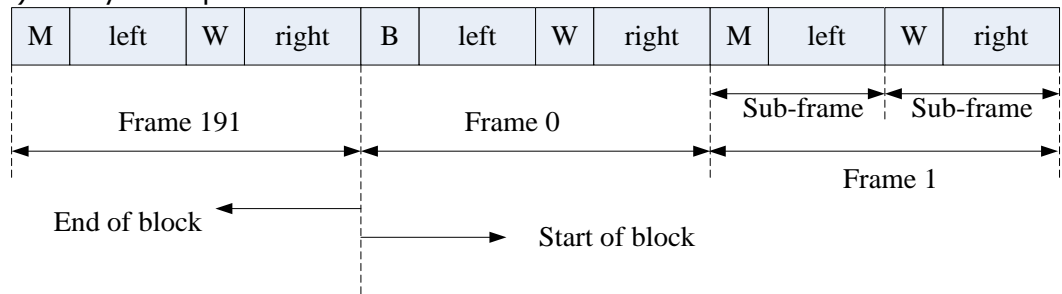 M left W right B left W right M left W right
Sub-frame Sub-frame
Frame 191 Frame 0
Frame 1
End of block Start of block